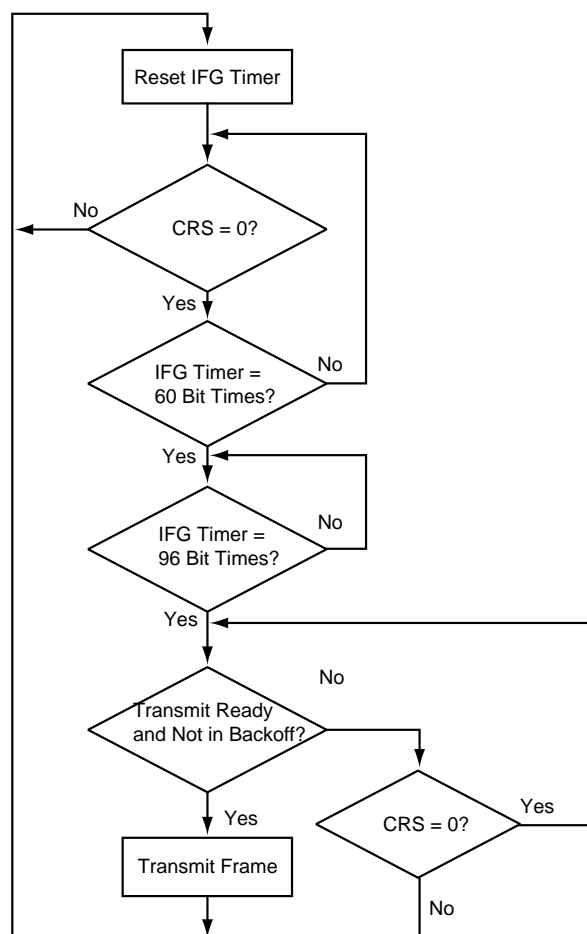 Reset IFG Timer
No
CRS = 0?
Yes
IFG Timer =
60 Bit Times?
No
Yes
IFG Timer =
96 Bit Times?
No
Yes
No
Transmit Ready
and Not in Backoff?
Yes
CRS = 0?
Yes
Transmit Frame
No